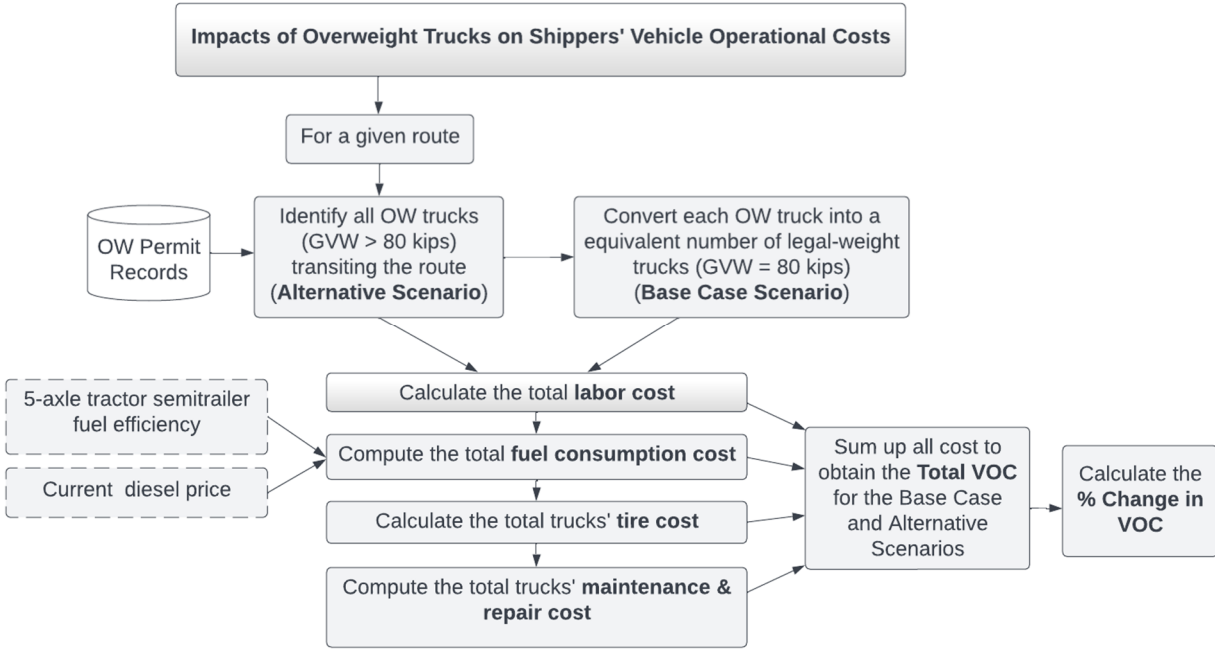 Impacts of Overweight Trucks on Shippers' Vehicle Operational Costs
For a given route
OW Permit
Records
Identify all OW trucks
(GVW > 80 kips)
transiting the route
(Alternative Scenario)
Convert each OW truck into a
equivalent number of legal-weight
trucks (GVW = 80 kips)
(Base Case Scenario)
5-axle tractor semitrailer
fuel efficiency
Current diesel price
Calculate the total labor cost
Compute the total fuel consumption cost
Calculate the total trucks' tire cost
Compute the total trucks' maintenance &
repair cost
Sum up all cost to
obtain the Total VOC
for the Base Case
and Alternative
Scenarios
Calculate the
% Change in
VOC